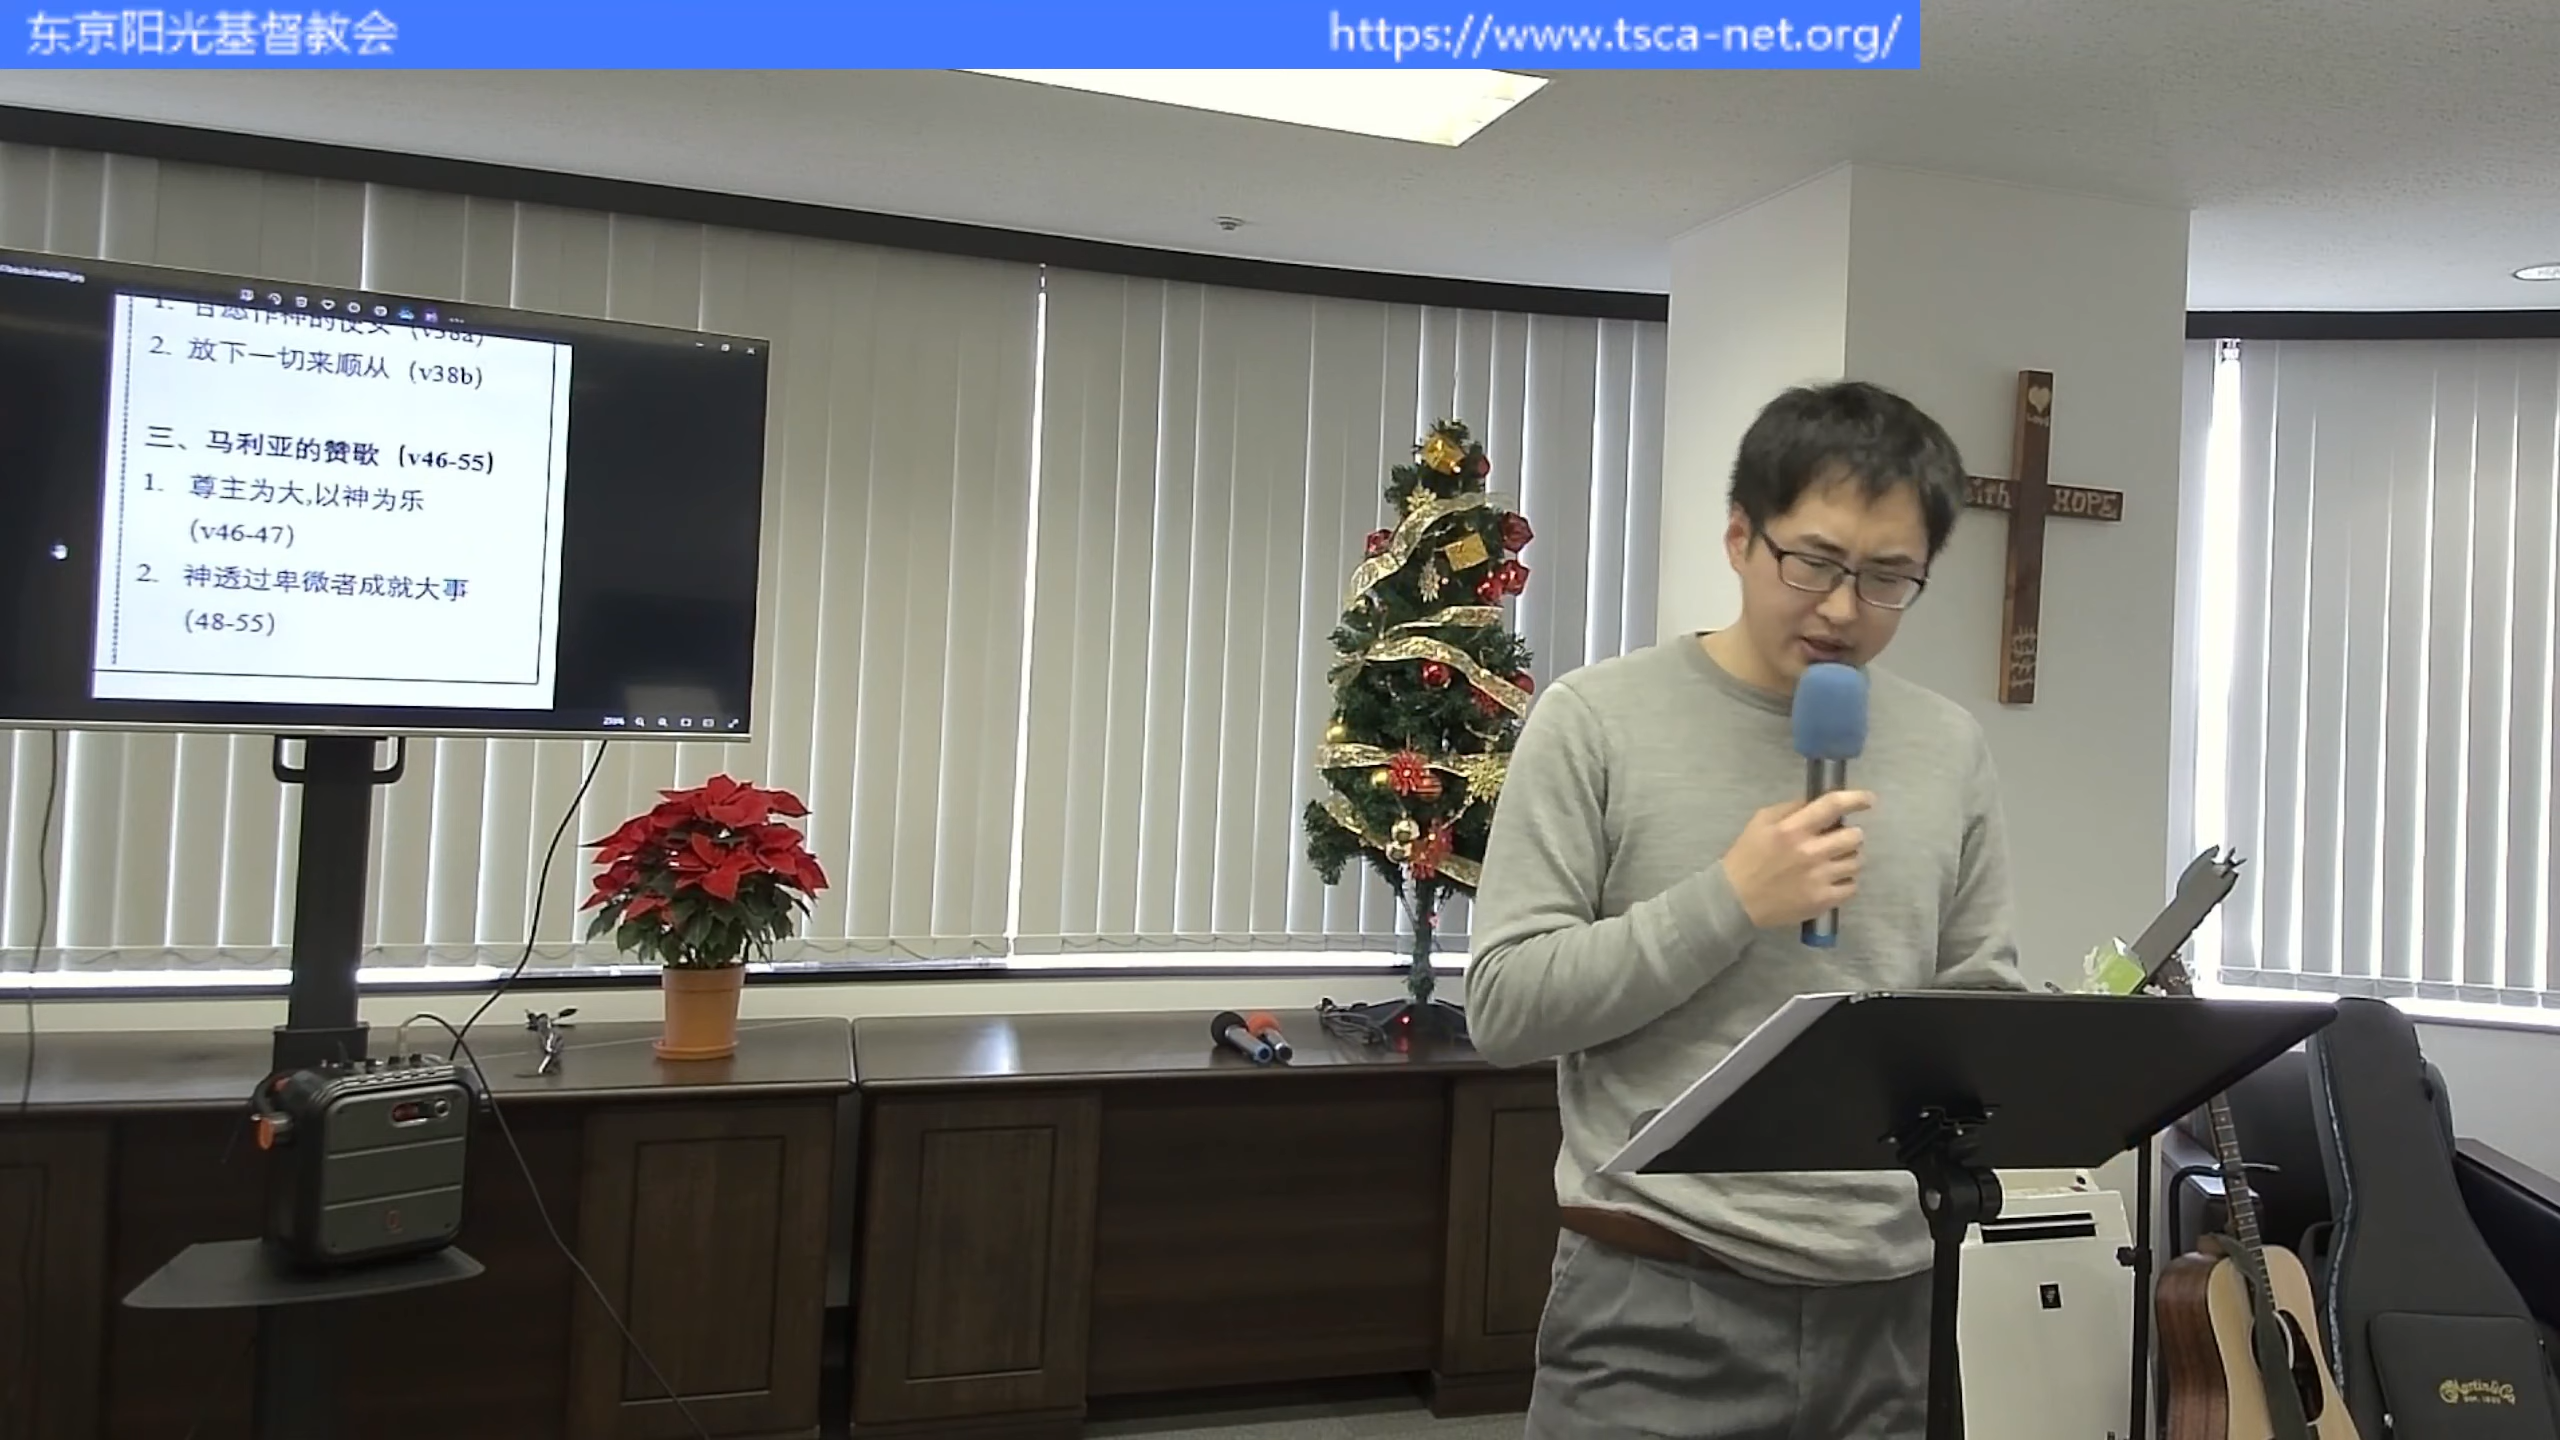 东京阳光基督教会
https://www.tsca-net.org/
2. 放下一切来顺从 (v38b)
三、马利亚的赞歌 (v46-55)
1. 尊主为大,以神为乐
(v46-47)
2. 神透过卑微者成就大事
(48-55)
Love
HOPE